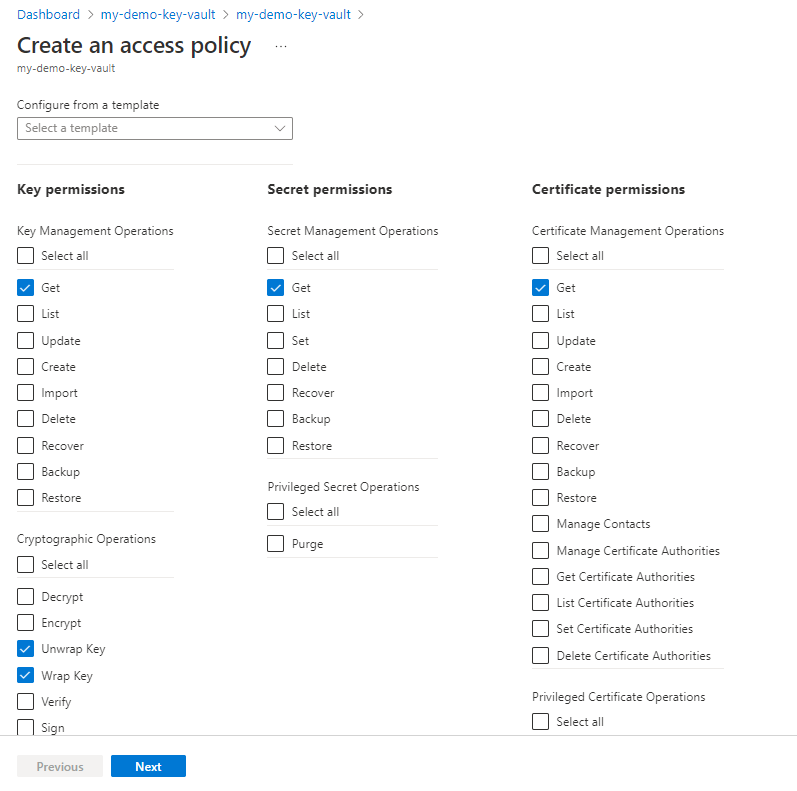 Dashboard > my-demo-key-vault > my-demo-key-vault >
Create an access policy ...
my-demo-key-vault
Configure from a template
Select a template
Key permissions
Key Management Operations
Select all
Get
List
Update
Create
Import
Delete
Recover
Backup
Restore
Cryptographic Operations
Select all
Decrypt
Encrypt
Unwrap Key
Wrap Key
Verify
Sign
Secret permissions
Secret Management Operations
Select all
Get
List
Set
Delete
Recover
Backup
Restore
Privileged Secret Operations
Select all
Purge
Certificate permissions
Certificate Management Operations
Select all
Get
List
Update
Create
Import
Delete
Recover
Backup
Restore
Manage Contacts
Manage Certificate Authorities
Get Certificate Authorities
List Certificate Authorities
Set Certificate Authorities
Delete Certificate Authorities
Privileged Certificate Operations
Select all
Previous
Next